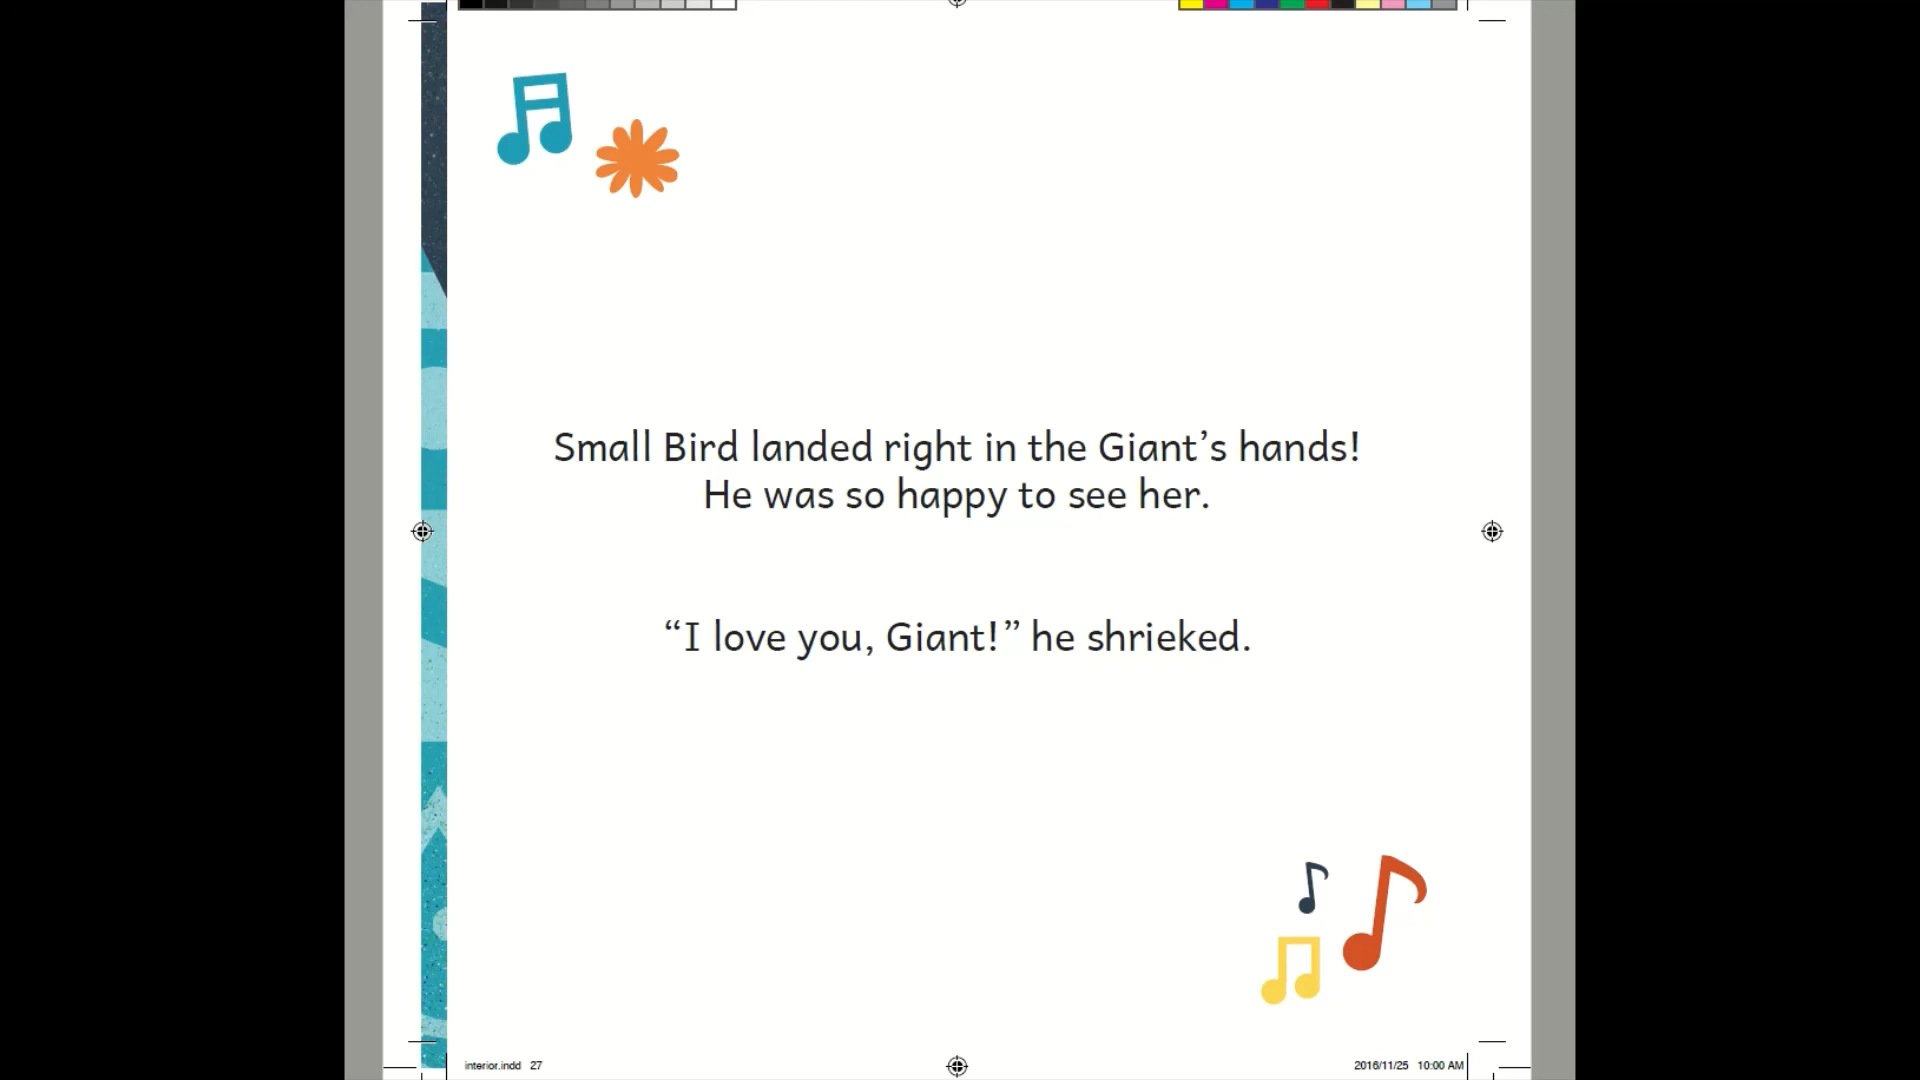 Small Bird landed right in the Giant’s hands!
He was so happy to see her.
“I love you, Giant!” he shrieked.
interior.indd 27
2016/11/25 10:00 AM